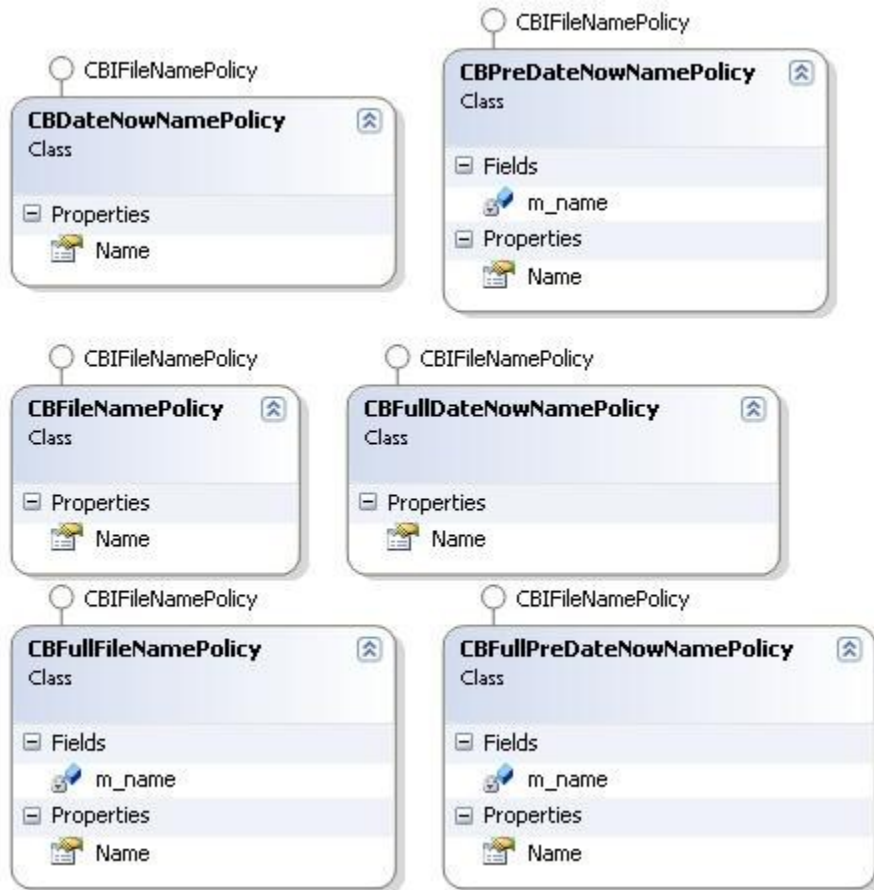 CBIFileNamePolicy
CBDateNowNamePolicy
Class
Properties
Name
CBIFileNamePolicy
CBPreDateNowNamePolicy
Class
Fields
m_name
Properties
Name
CBIFileNamePolicy
CBFileNamePolicy
Class
Properties
Name
CBIFileNamePolicy
CBFullDateNowNamePolicy
Class
Properties
Name
CBIFileNamePolicy
CBFullFileNamePolicy
Class
Fields
m_name
Properties
Name
CBIFileNamePolicy
CBFullPreDateNowNamePolicy
Class
Fields
m_name
Properties
Name